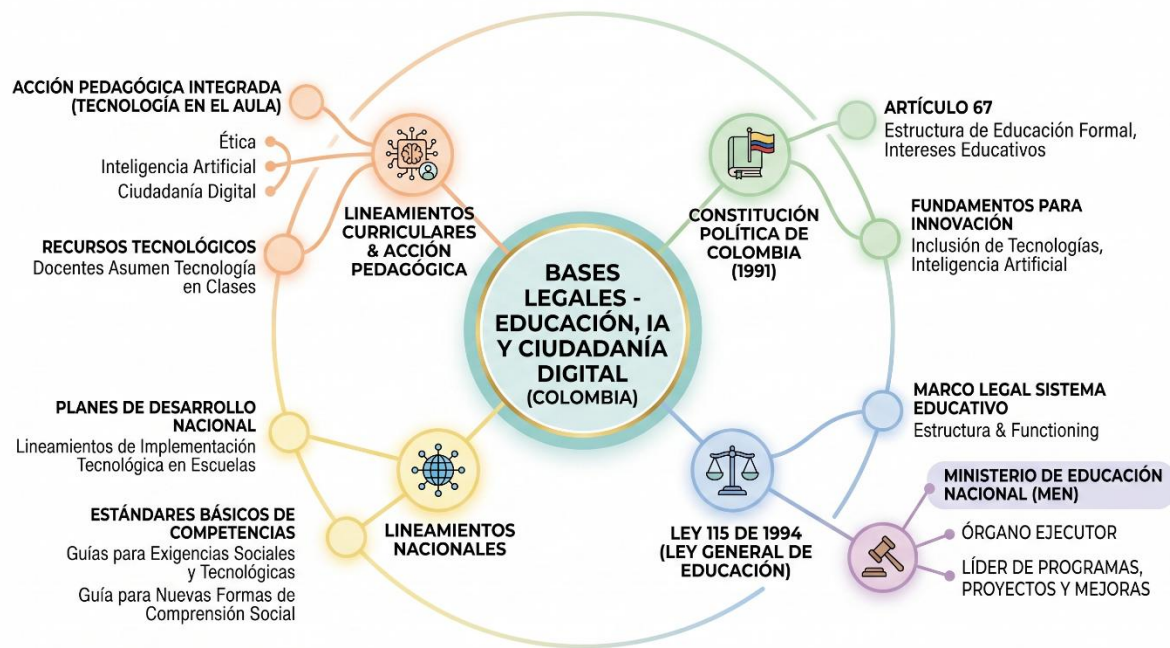 BASES
LEGALES -
EDUCACIÓN, IA
Y CIUDADANÍA
DIGITAL
(COLOMBIA)
ACCIÓN PEDAGÓGICA INTEGRADA
(TECNOLOGÍA EN EL AULA)
Ética
Inteligencia Artificial
Ciudadanía Digital
RECURSOS TECNOLÓGICOS
Docentes Asumen Tecnología
en Clases
LINEAMIENTOS
CURRICULARES
& ACCIÓN
PEDAGÓGICA
CONSTITUCIÓN
POLÍTICA DE
COLOMBIA
(1991)
ARTÍCULO 67
Estructura de Educación Formal,
Intereses Educativos
FUNDAMENTOS PARA
INNOVACIÓN
Inclusión de Tecnologías,
Inteligencia Artificial
PLANES DE DESARROLLO
NACIONAL
Lineamientos de Implementación
Tecnológica en Escuelas
ESTÁNDARES BÁSICOS DE
COMPETENCIAS
Guías para Exigencias Sociales
y Tecnológicas
Guía para Nuevas Formas de
Comprensión Social
LINEAMIENTOS
NACIONALES
LEY 115 DE 1994
(LEY GENERAL DE
EDUCACIÓN)
MARCO LEGAL SISTEMA
EDUCATIVO
Estructura & Functioning
MINISTERIO DE EDUCACIÓN
NACIONAL (MEN)
ÓRGANO EJECUTOR
LÍDER DE PROGRAMAS,
PROYECTOS Y MEJORAS